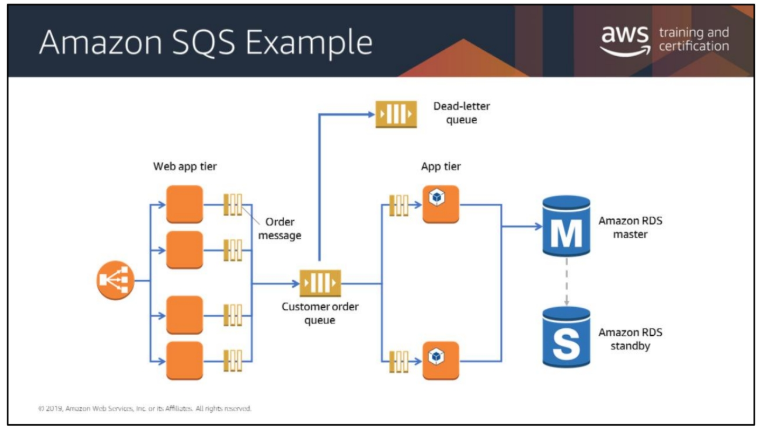 Amazon SQS Example
aws training and
certification
Dead-letter
queue
Web app tier
App tier
Order
message
Customer order
queue
M
Amazon RDS
master
S
Amazon RDS
standby
© 2019, Amazon Web Services, Inc. or its Affiliates. All rights reserved.